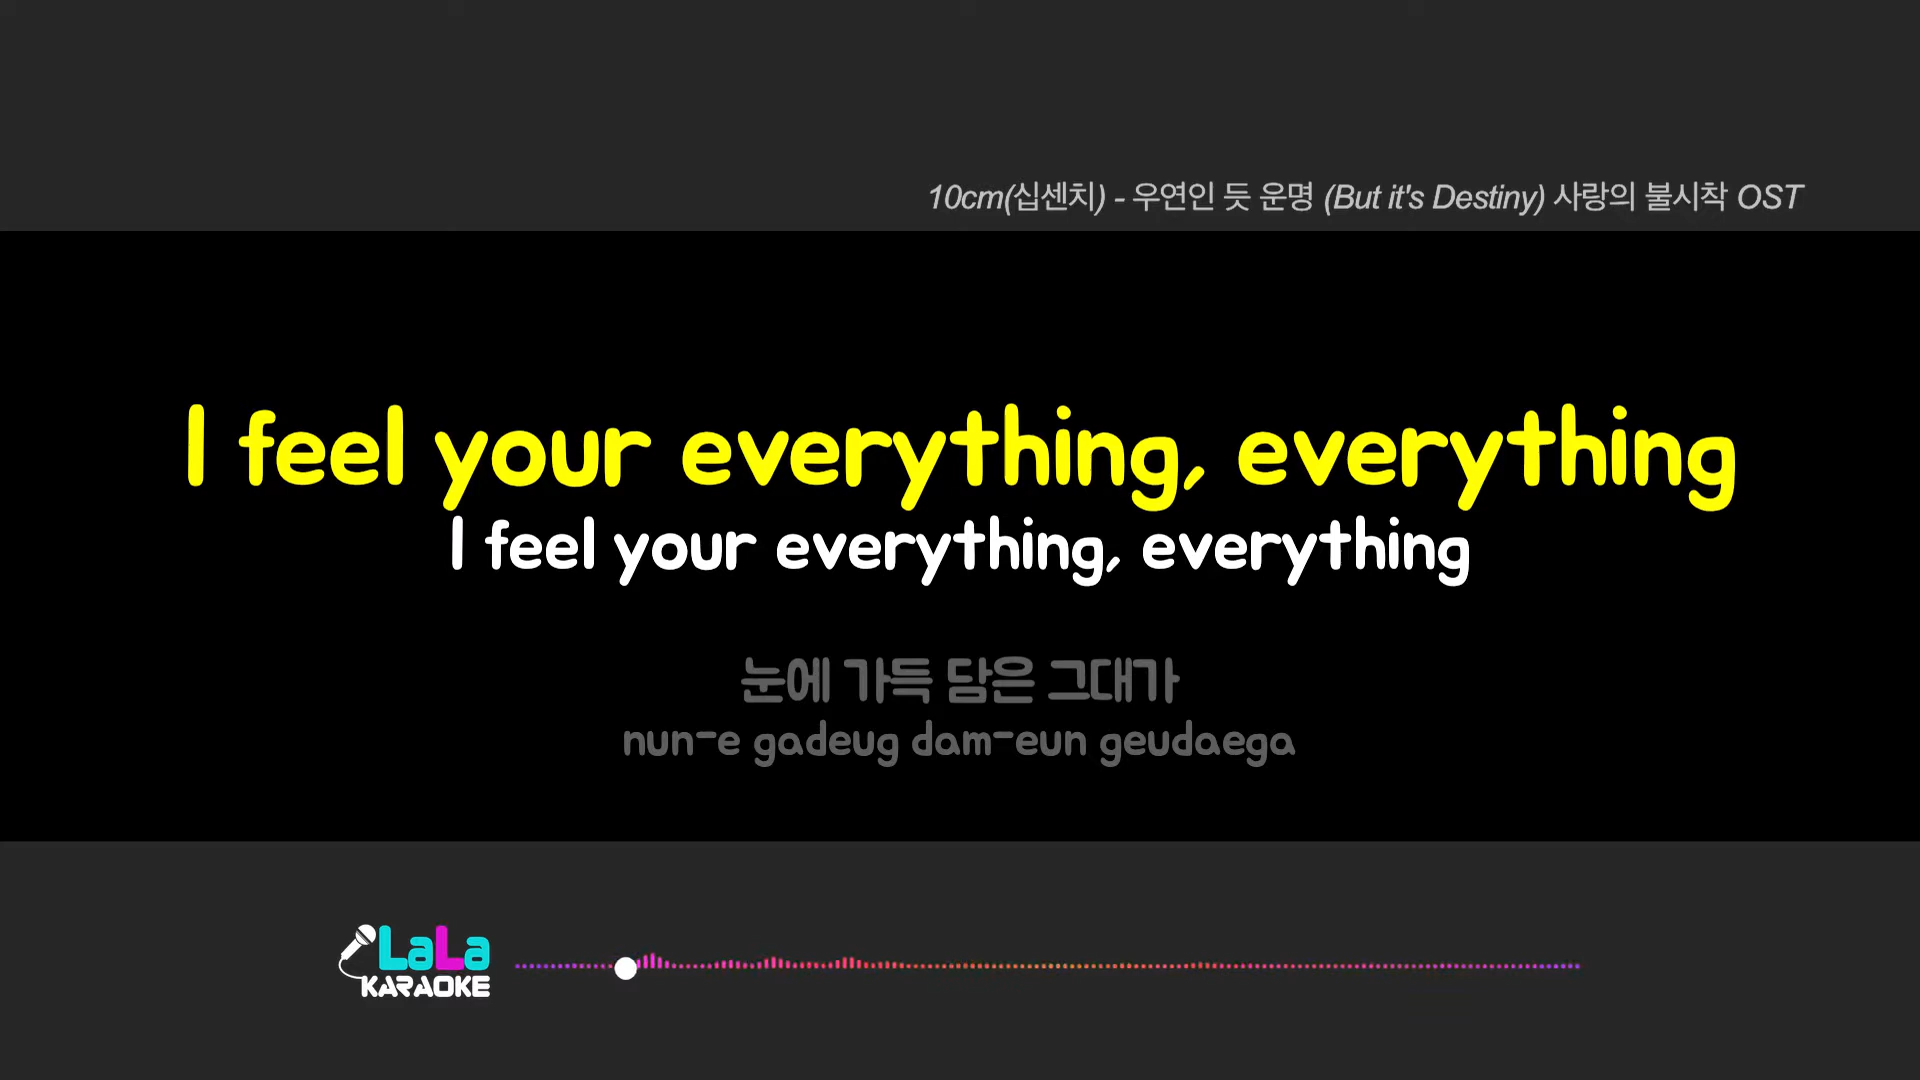 10cm(십센치) - 우연인 듯 운명 (But it's Destiny) 사랑의 불시착 OST
I feel your everything, everything
I feel your everything, everything
눈에 가득 담은 그대가
nun-e gadeug dam-eun geudaega
LaLa
KARAOKE